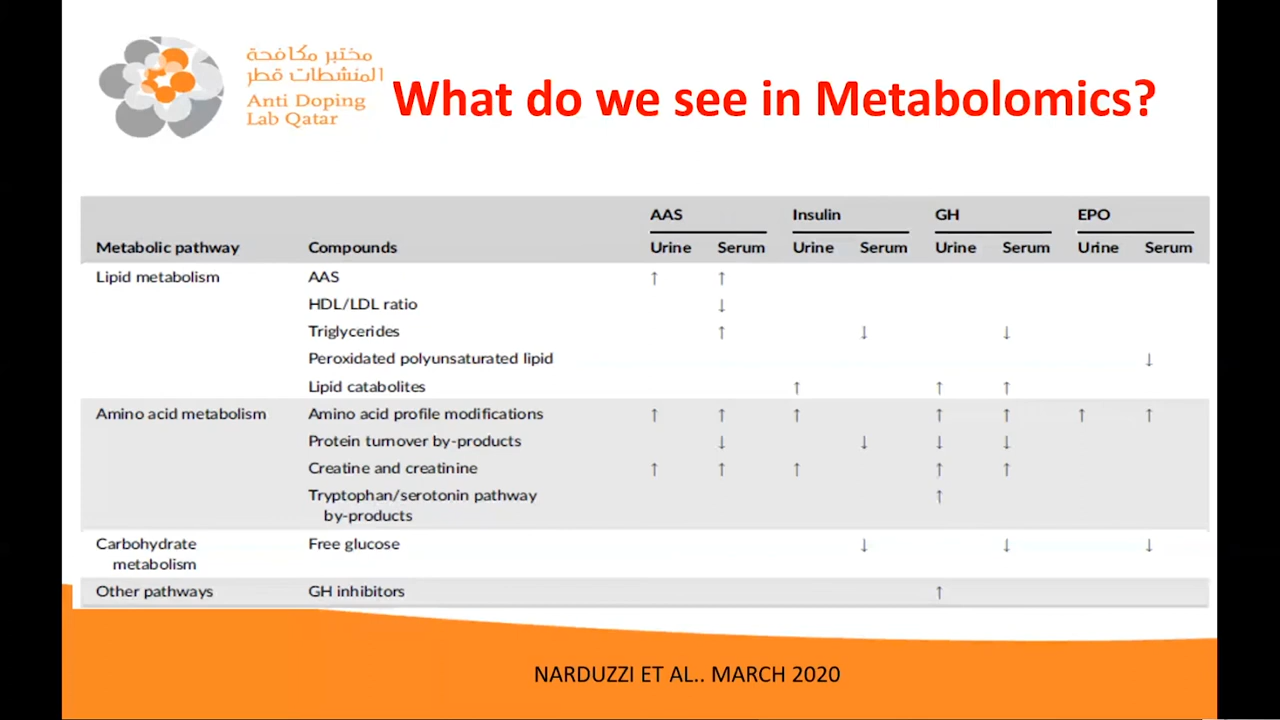 مختبر مكافحة
المنشطات قطر
Anti Doping
Lab Qatar
What do we see in Metabolomics?
AAS Insulin GH EPO
Metabolic pathway Compounds Urine Serum Urine Serum Urine Serum Urine Serum
Lipid metabolism AAS ↑ ↑
HDL/LDL ratio ↓
Triglycerides ↑ ↓ ↓
Peroxidated polyunsaturated lipid ↓
Lipid catabolites ↑ ↑ ↑
Amino acid metabolism Amino acid profile modifications ↑ ↑ ↑ ↑ ↑ ↑ ↑
Protein turnover by-products ↓ ↓ ↓ ↓
Creatine and creatinine ↑ ↑ ↑ ↑ ↑
Tryptophan/serotonin pathway ↑
by-products
Carbohydrate Free glucose ↓ ↓ ↓
metabolism
Other pathways GH inhibitors ↑
NARDUZZI ET AL.. MARCH 2020